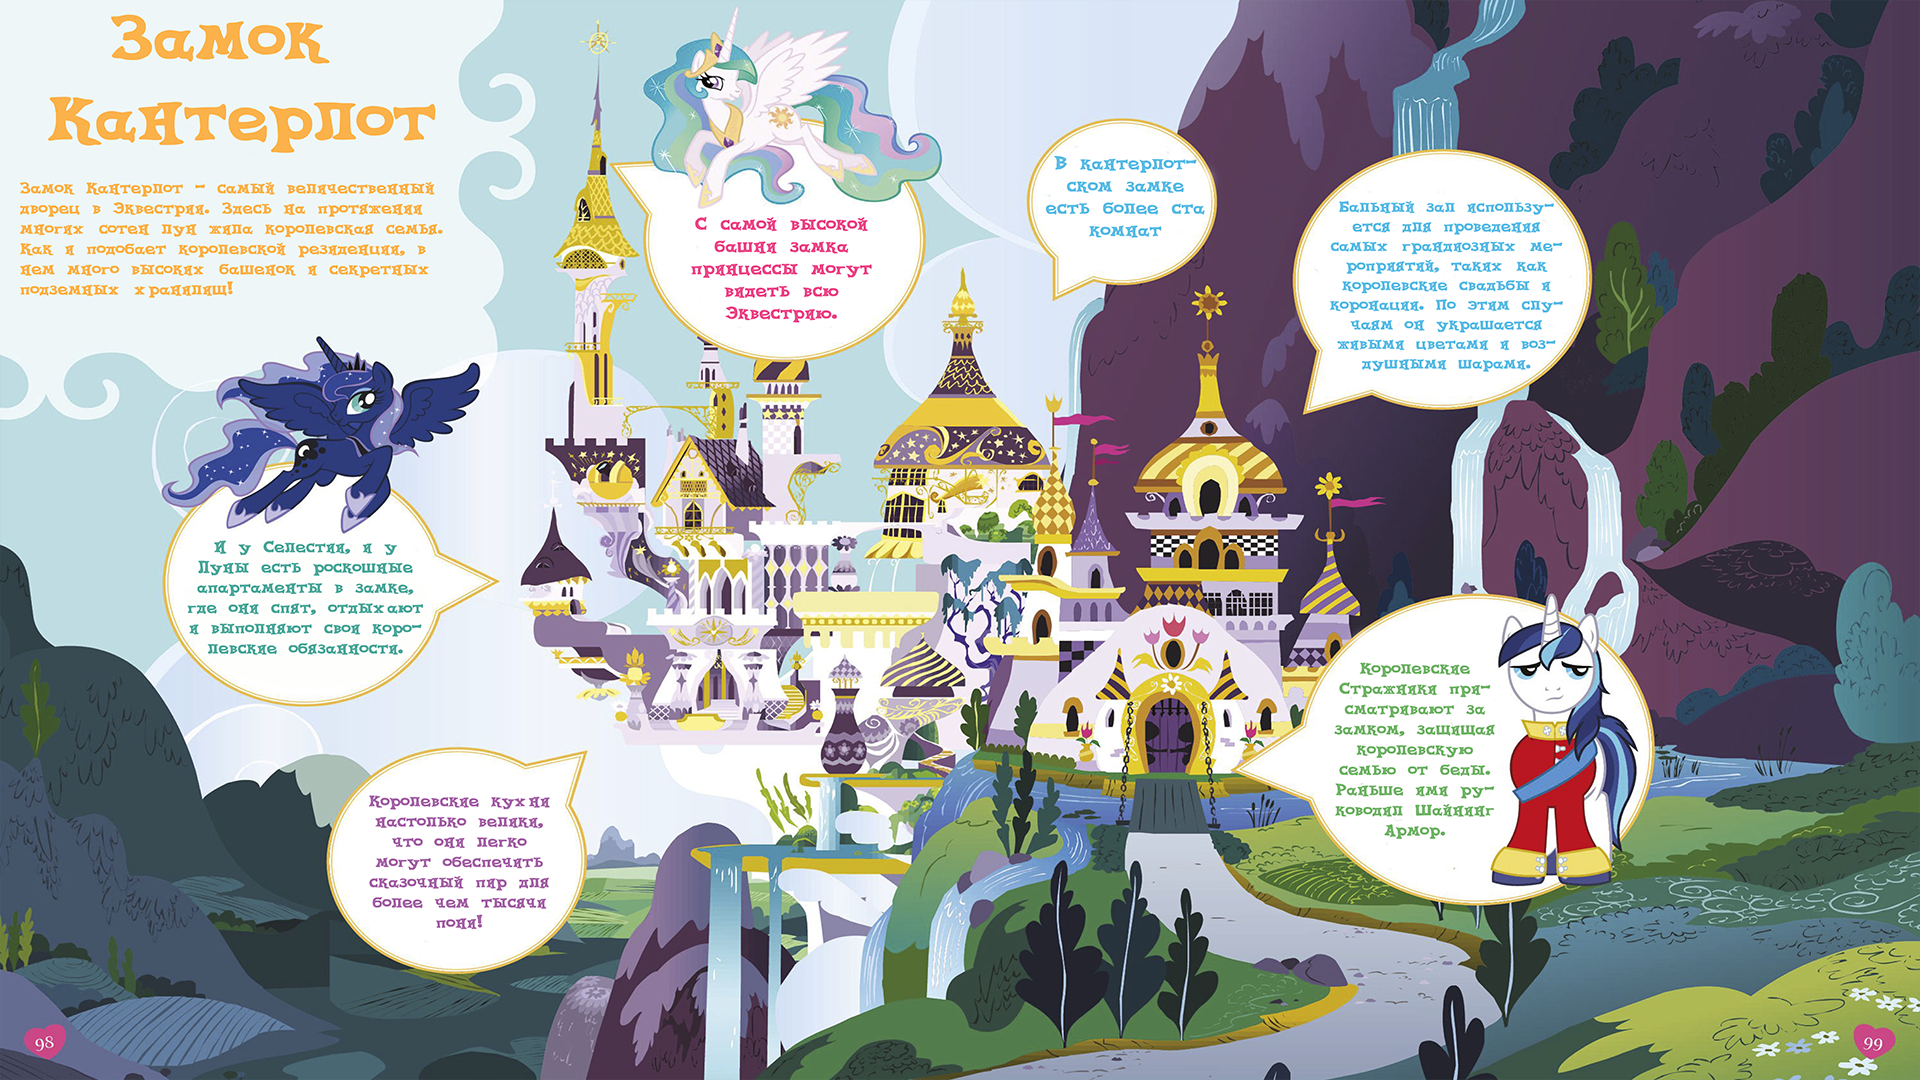 Замок
Кантерлот
Замок Кантерлот - самый величественный
дворец в Эквестрии. Здесь на протяжении
многих сотен лун жила королевская семья.
Как и подобает королевской резиденции, в
нем много высоких башенок и секретных
подземных хранилищ!
С самой высокой
башни замка
принцессы могут
видеть всю
Эквестрию.
В кантерлот-
ском замке
есть более ста
комнат
Бальный зал использу-
ется для проведения
самых грандиозных ме-
роприятий, таких как
королевские свадьбы и
коронации. По этим слу-
чаям он украшается
живыми цветами и воз-
душными шарами.
И у Селестии, и у
Луны есть роскошные
апартаменты в замке,
где они спят, отдыхают
и выполняют свои коро-
левские обязанности.
Королевские
Стражники при-
сматривают за
замком, защищая
королевскую
семью от беды.
Раньше ими ру-
ководил Шайнинг
Армор.
Королевские кухни
настолько велики,
что они легко
могут обеспечить
сказочный пир для
более чем тысячи
пони!
98
99